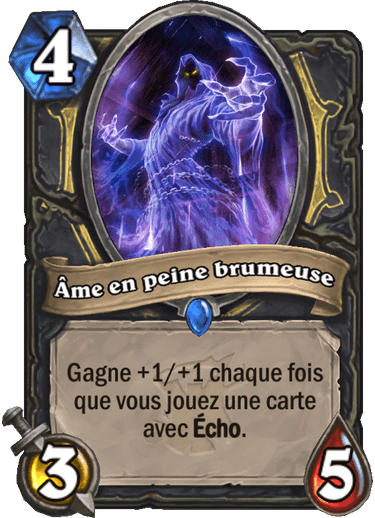 4
Âme en peine brumeuse
Gagne +1/+1 chaque fois
que vous jouez une carte
avec Écho.
3
5